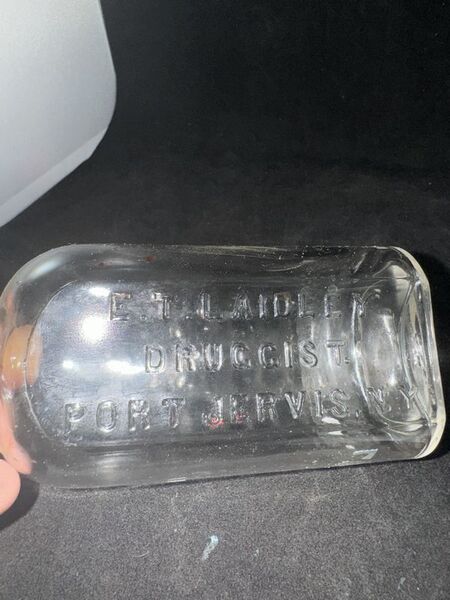 E.T. LAIDLEY
DRUGGIST.
PORT JERVIS, N.Y.